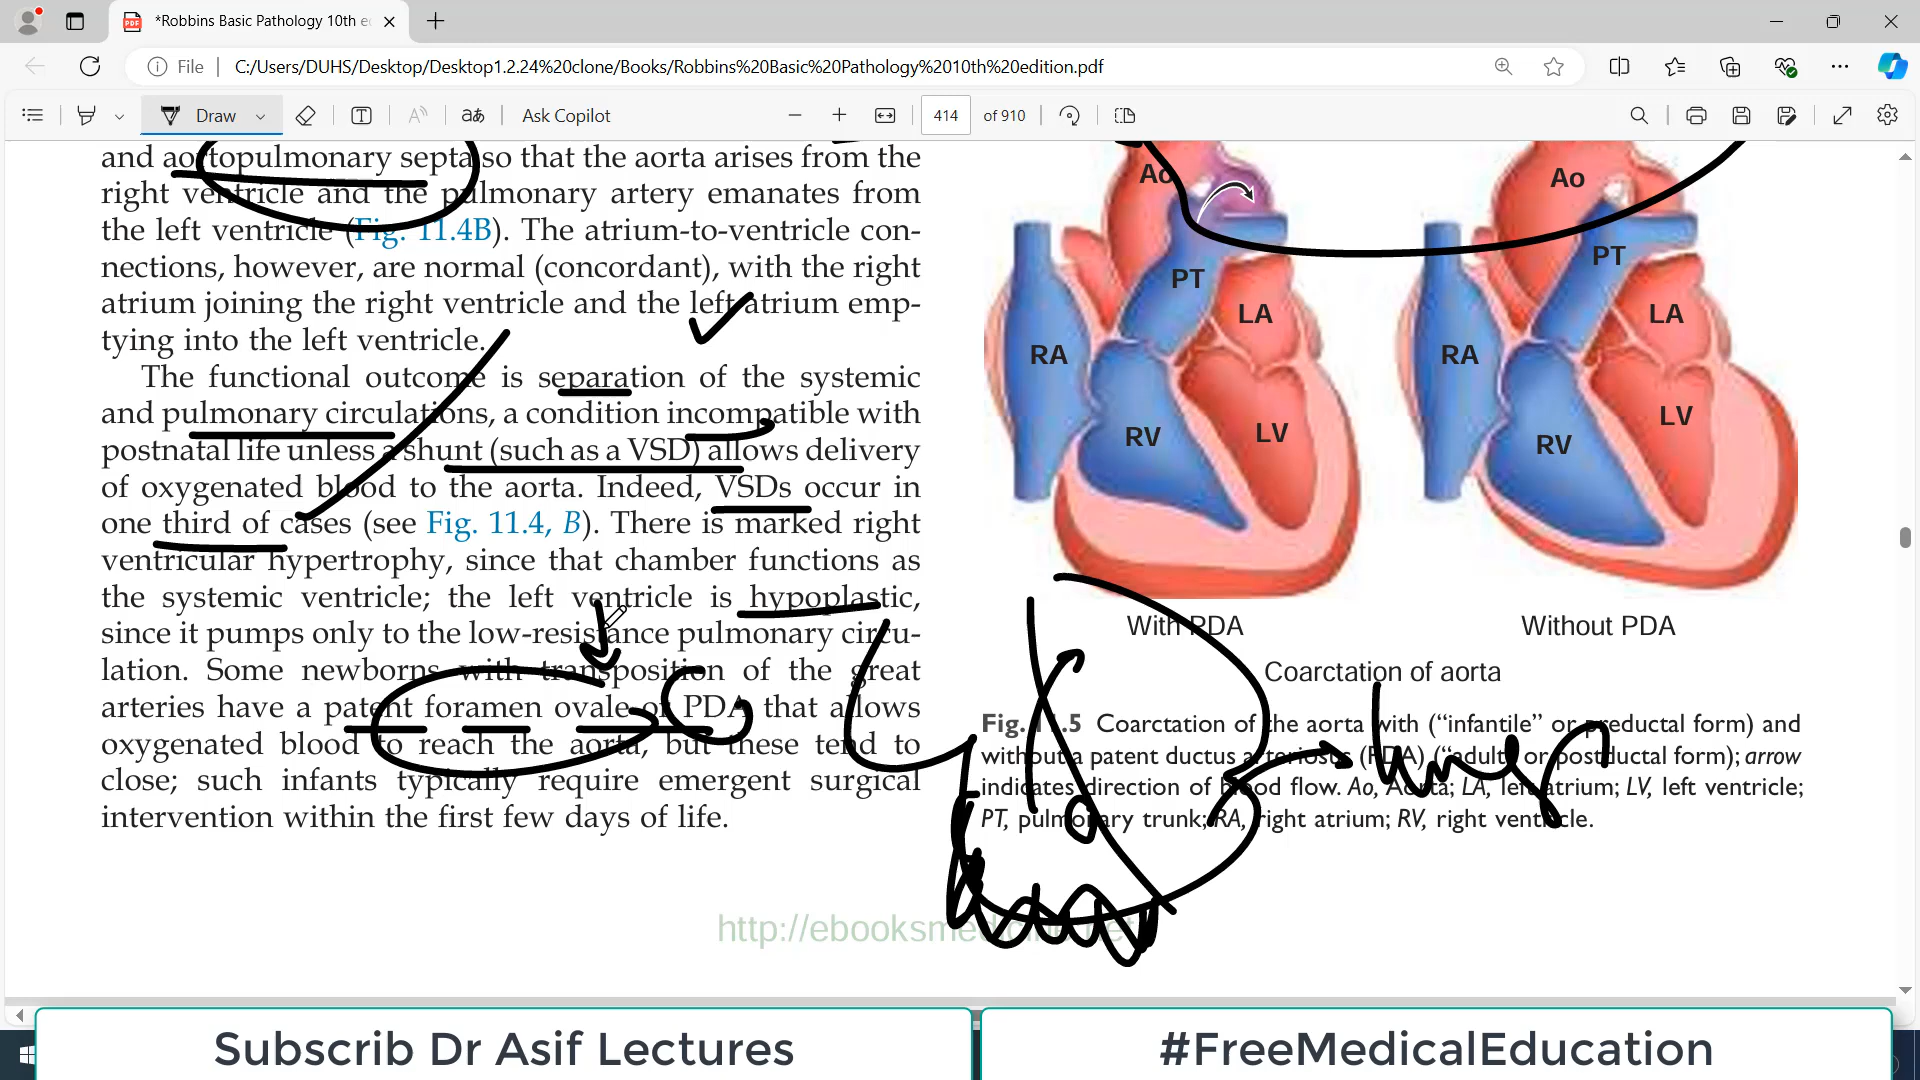 *Robbins Basic Pathology 10th e
File
C:/Users/DUHS/Desktop/Desktop1.2.24%20clone/Books/Robbins%20Basic%20Pathology%2010th%20edition.pdf
Draw
Ask Copilot
414 of 910
and aortopulmonary septa so that the aorta arises from the
right ventricle and the pulmonary artery emanates from
the left ventricle (Fig. 11.4B). The atrium-to-ventricle con-
nections, however, are normal (concordant), with the right
atrium joining the right ventricle and the left atrium emp-
tying into the left ventricle.
The functional outcome is separation of the systemic
and pulmonary circulations, a condition incompatible with
postnatal life unless a shunt (such as a VSD) allows delivery
of oxygenated blood to the aorta. Indeed, VSDs occur in
one third of cases (see Fig. 11.4, B). There is marked right
ventricular hypertrophy, since that chamber functions as
the systemic ventricle; the left ventricle is hypoplastic,
since it pumps only to the low-resistance pulmonary circu-
lation. Some newborns with transposition of the great
arteries have a patent foramen ovale or PDA that allows
oxygenated blood to reach the aorta, but these tend to
close; such infants typically require emergent surgical
intervention within the first few days of life.
Ao
PT
LA
RA
RV
LV
With PDA
Ao
PT
LA
RA
RV
LV
Without PDA
Coarctation of aorta
Fig. 11.5 Coarctation of the aorta with (“infantile” or preductal form) and
without a patent ductus arteriosus (PDA) (“adult” or postductal form); arrow
indicates direction of blood flow. Ao, Aorta; LA, left atrium; LV, left ventricle;
PT, pulmonary trunk; RA, right atrium; RV, right ventricle.
http://ebooksmedicine.net
Subscrib Dr Asif Lectures
#FreeMedicalEducation